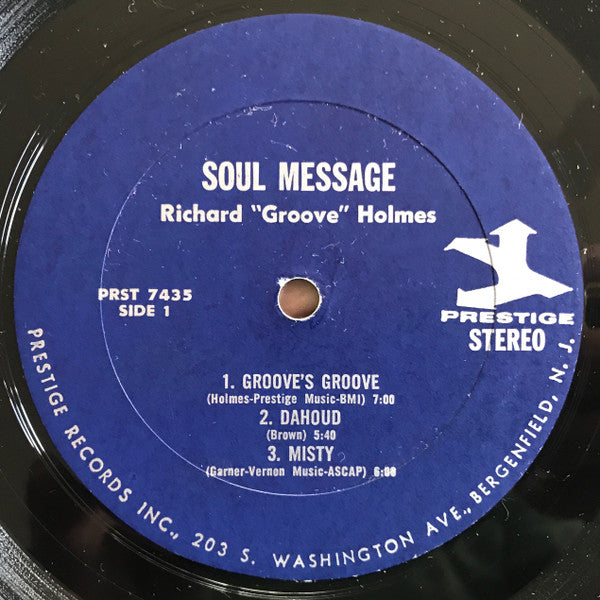 SOUL MESSAGE
Richard "Groove" Holmes
PRST 7435
SIDE 1
PRESTIGE
STEREO
1. GROOVE'S GROOVE
(Holmes-Prestige Music-BMI) 7:00
2. DAHOUD
(Brown) 5:40
3. MISTY
(Garner-Vernon Music-ASCAP) 6:00
PRESTIGE RECORDS INC., 203 S. WASHINGTON AVE., BERGENFIELD, N. J.